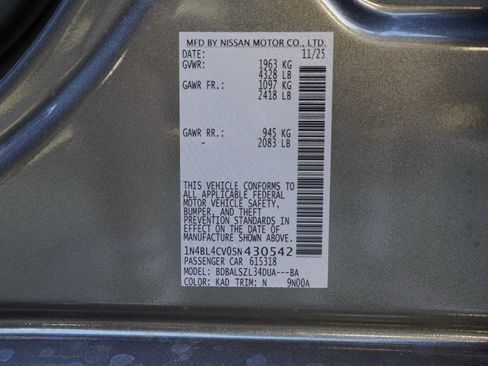 MFD BY NISSAN MOTOR CO., LTD.
DATE: 11/25
GVWR: 1963 KG
4328 LB
GAWR FR.: 1097 KG
2418 LB
GAWR RR.: 945 KG
- 2083 LB
THIS VEHICLE CONFORMS TO
ALL APPLICABLE FEDERAL
MOTOR VEHICLE SAFETY,
BUMPER, AND THEFT
PREVENTION STANDARDS IN
EFFECT ON THE DATE OF
MANUFACTURE SHOWN ABOVE.
1N4BL4CV0SN430542
PASSENGER CAR 615318
MODEL: BDBALSZL34DUA---BA
COLOR: KAD TRIM: N 9N00A